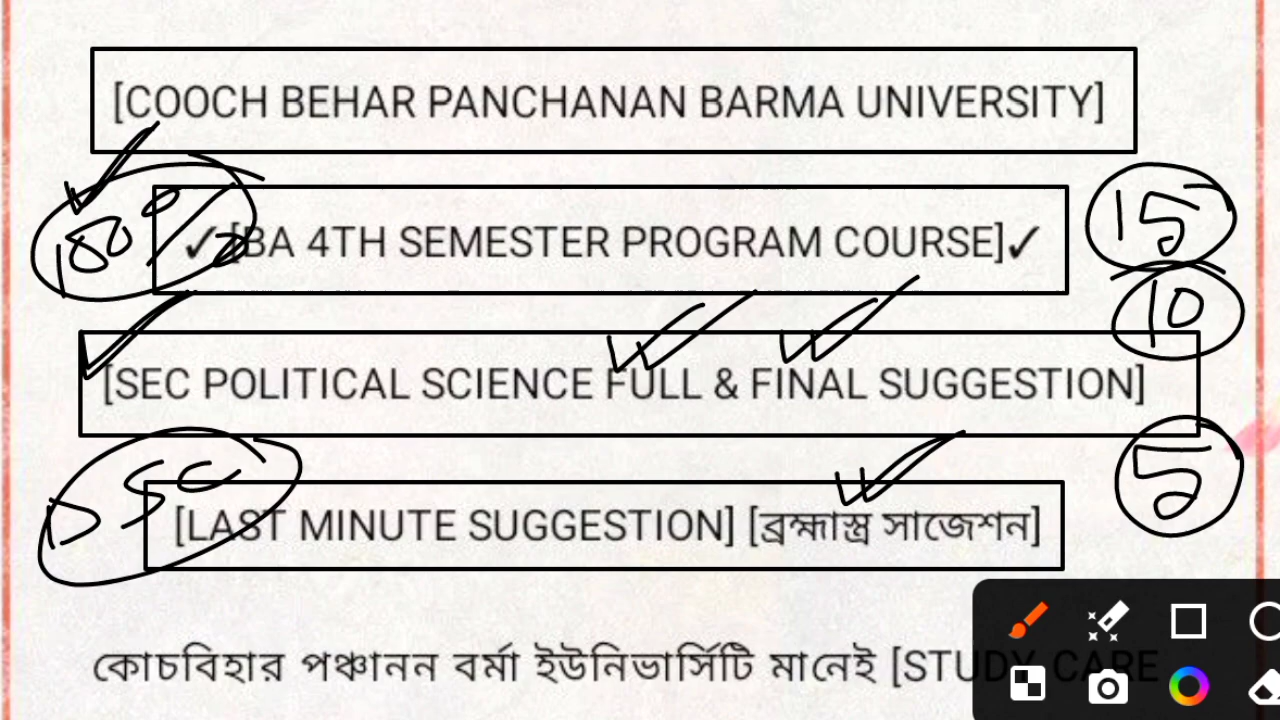 [COOCH BEHAR PANCHANAN BARMA UNIVERSITY]
15
✓[BA 4TH SEMESTER PROGRAM COURSE]✓
10
[SEC POLITICAL SCIENCE FULL & FINAL SUGGESTION]
5
DSC
[LAST MINUTE SUGGESTION] [ব্রহ্মাস্ত্র সাজেশন]
কোচবিহার পঞ্চানন বর্মা ইউনিভার্সিটি মানেই [STUDY CARE